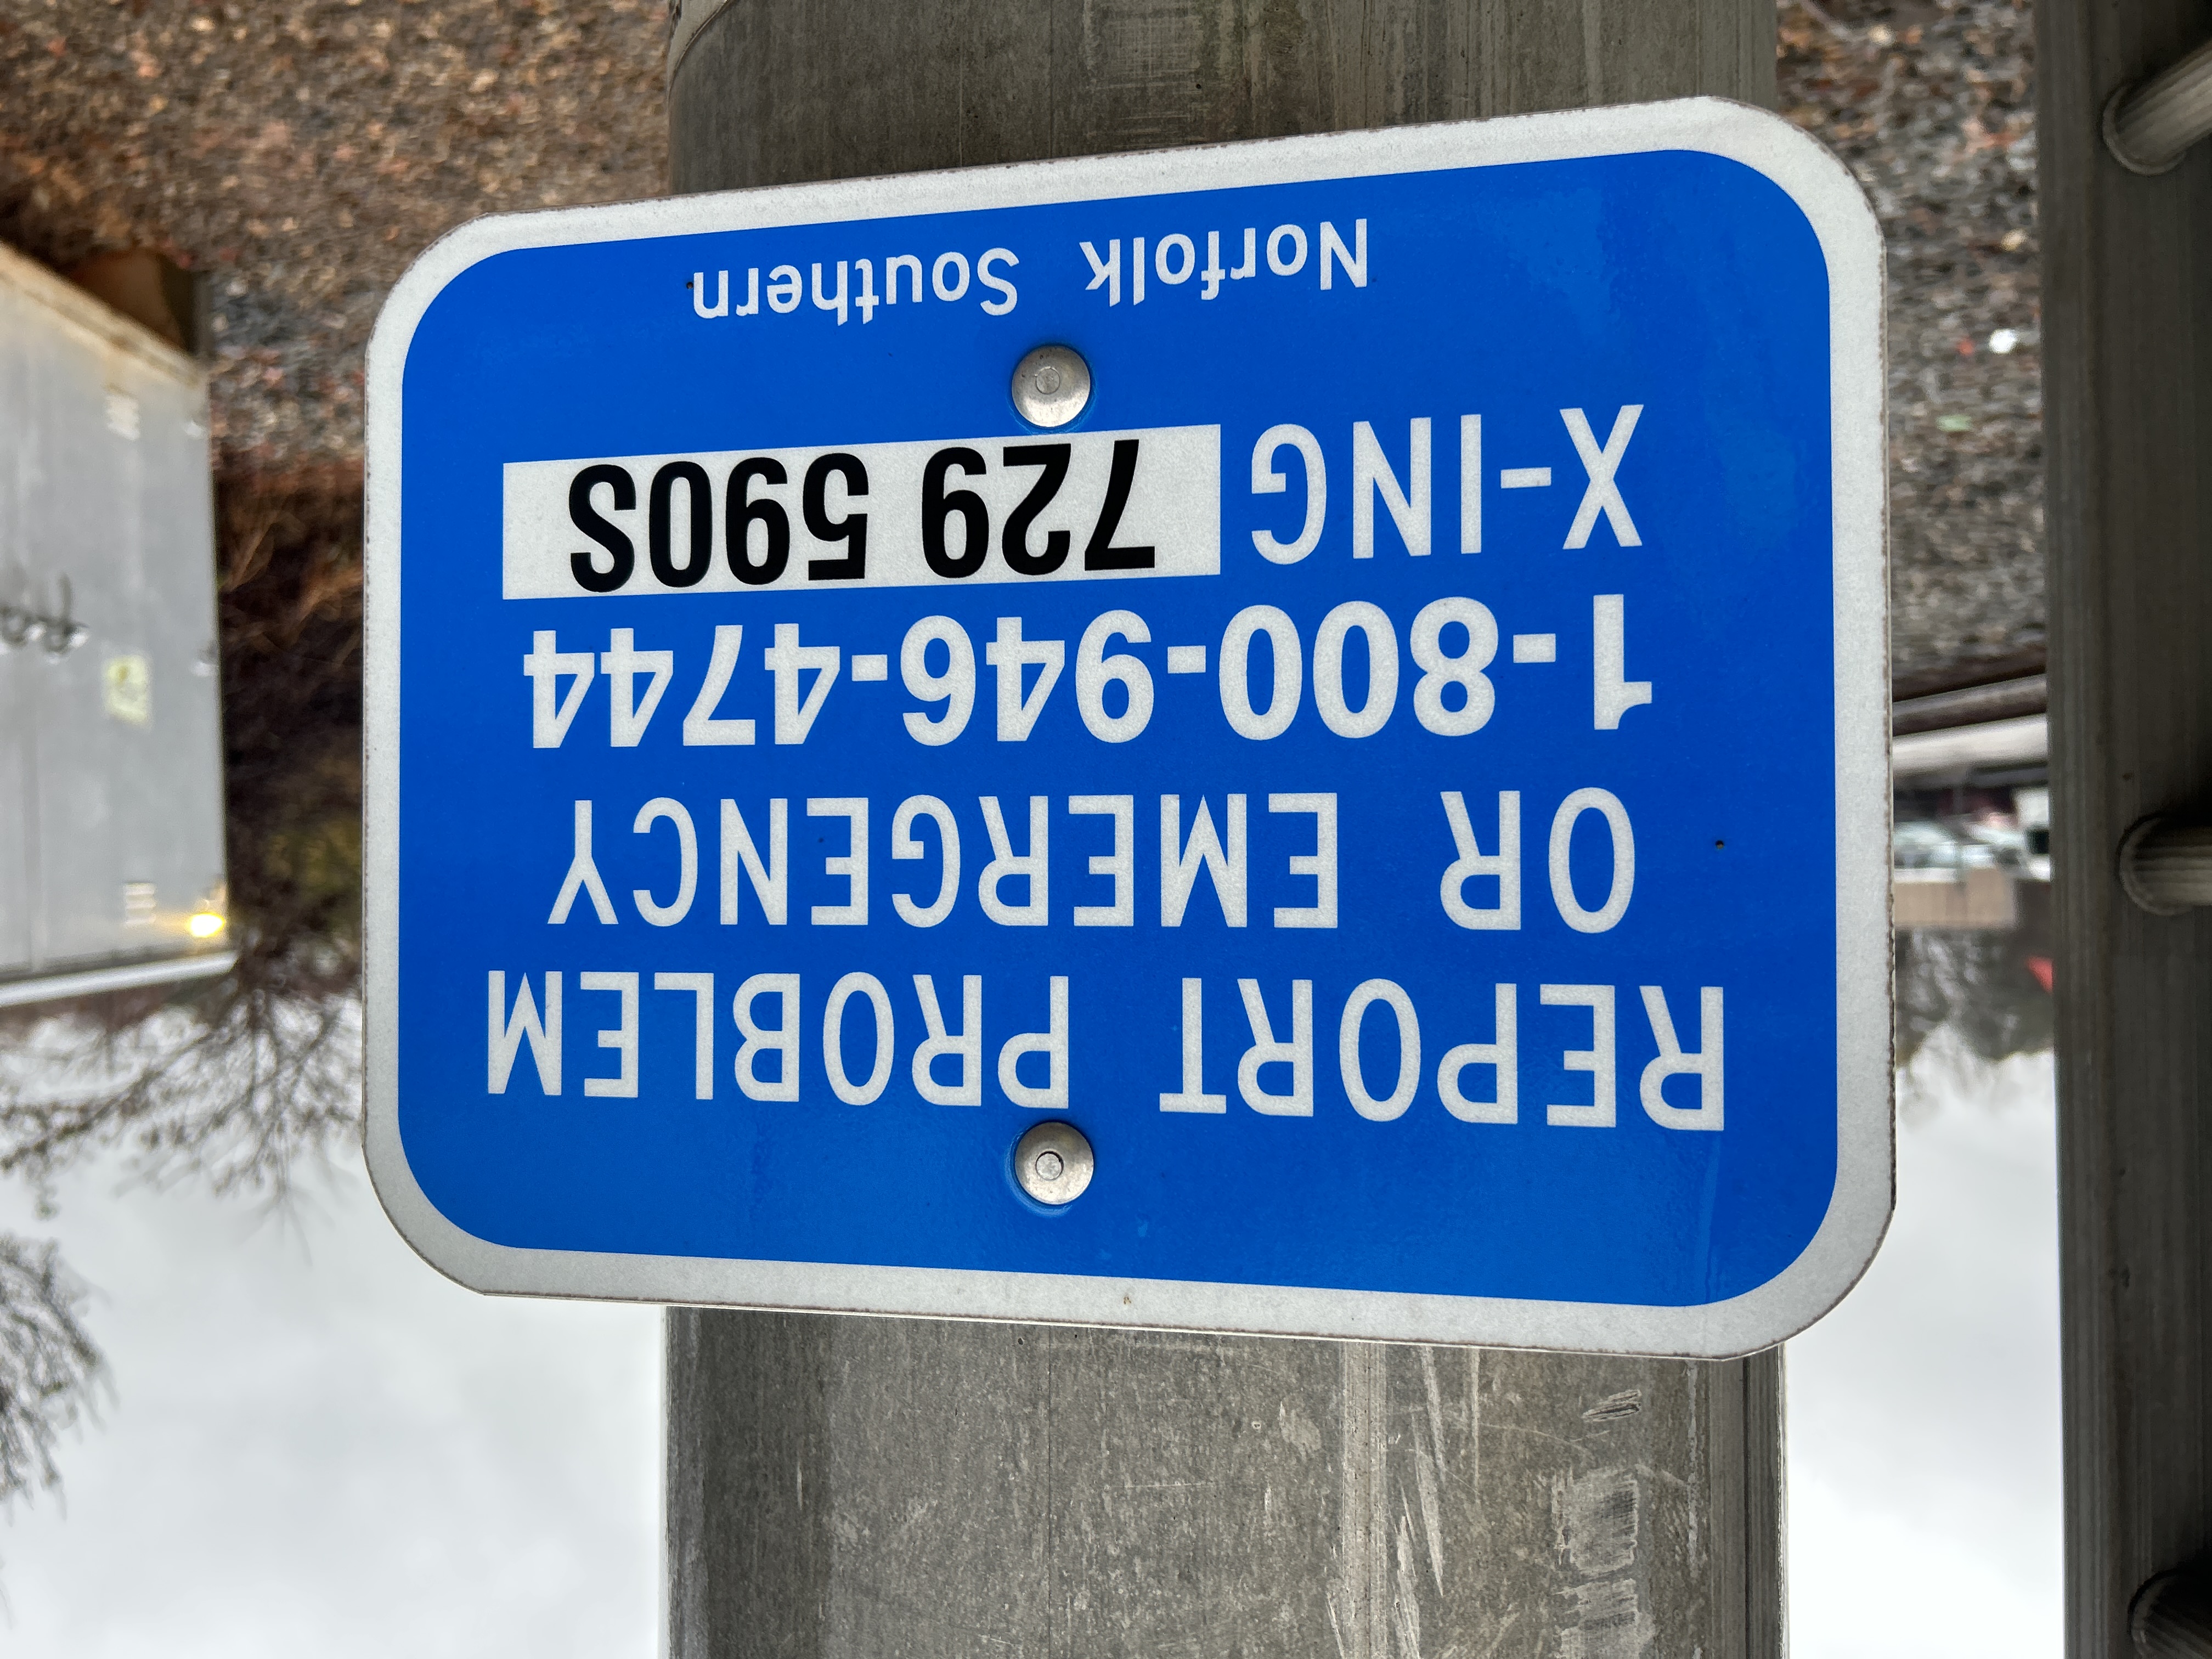 REPORT PROBLEM
OR EMERGENCY
1-800-946-4744
X-ING 729 590S
Norfolk Southern